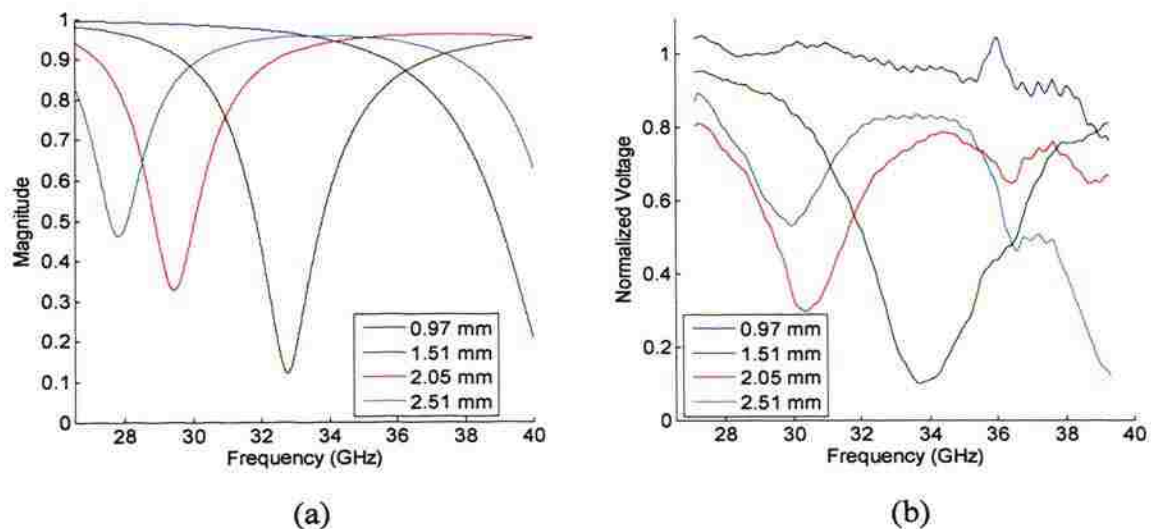 1
0.9
0.8
0.7
0.6
0.5
0.4
0.3
0.2
0.1
0
Magnitude
28 30 32 34 36 38 40
Frequency (GHz)
0.97 mm
1.51 mm
2.05 mm
2.51 mm
(a)
1
0.8
0.6
0.4
0.2
0
Normalized Voltage
28 30 32 34 36 38 40
Frequency (GHz)
0.97 mm
1.51 mm
2.05 mm
2.51 mm
(b)